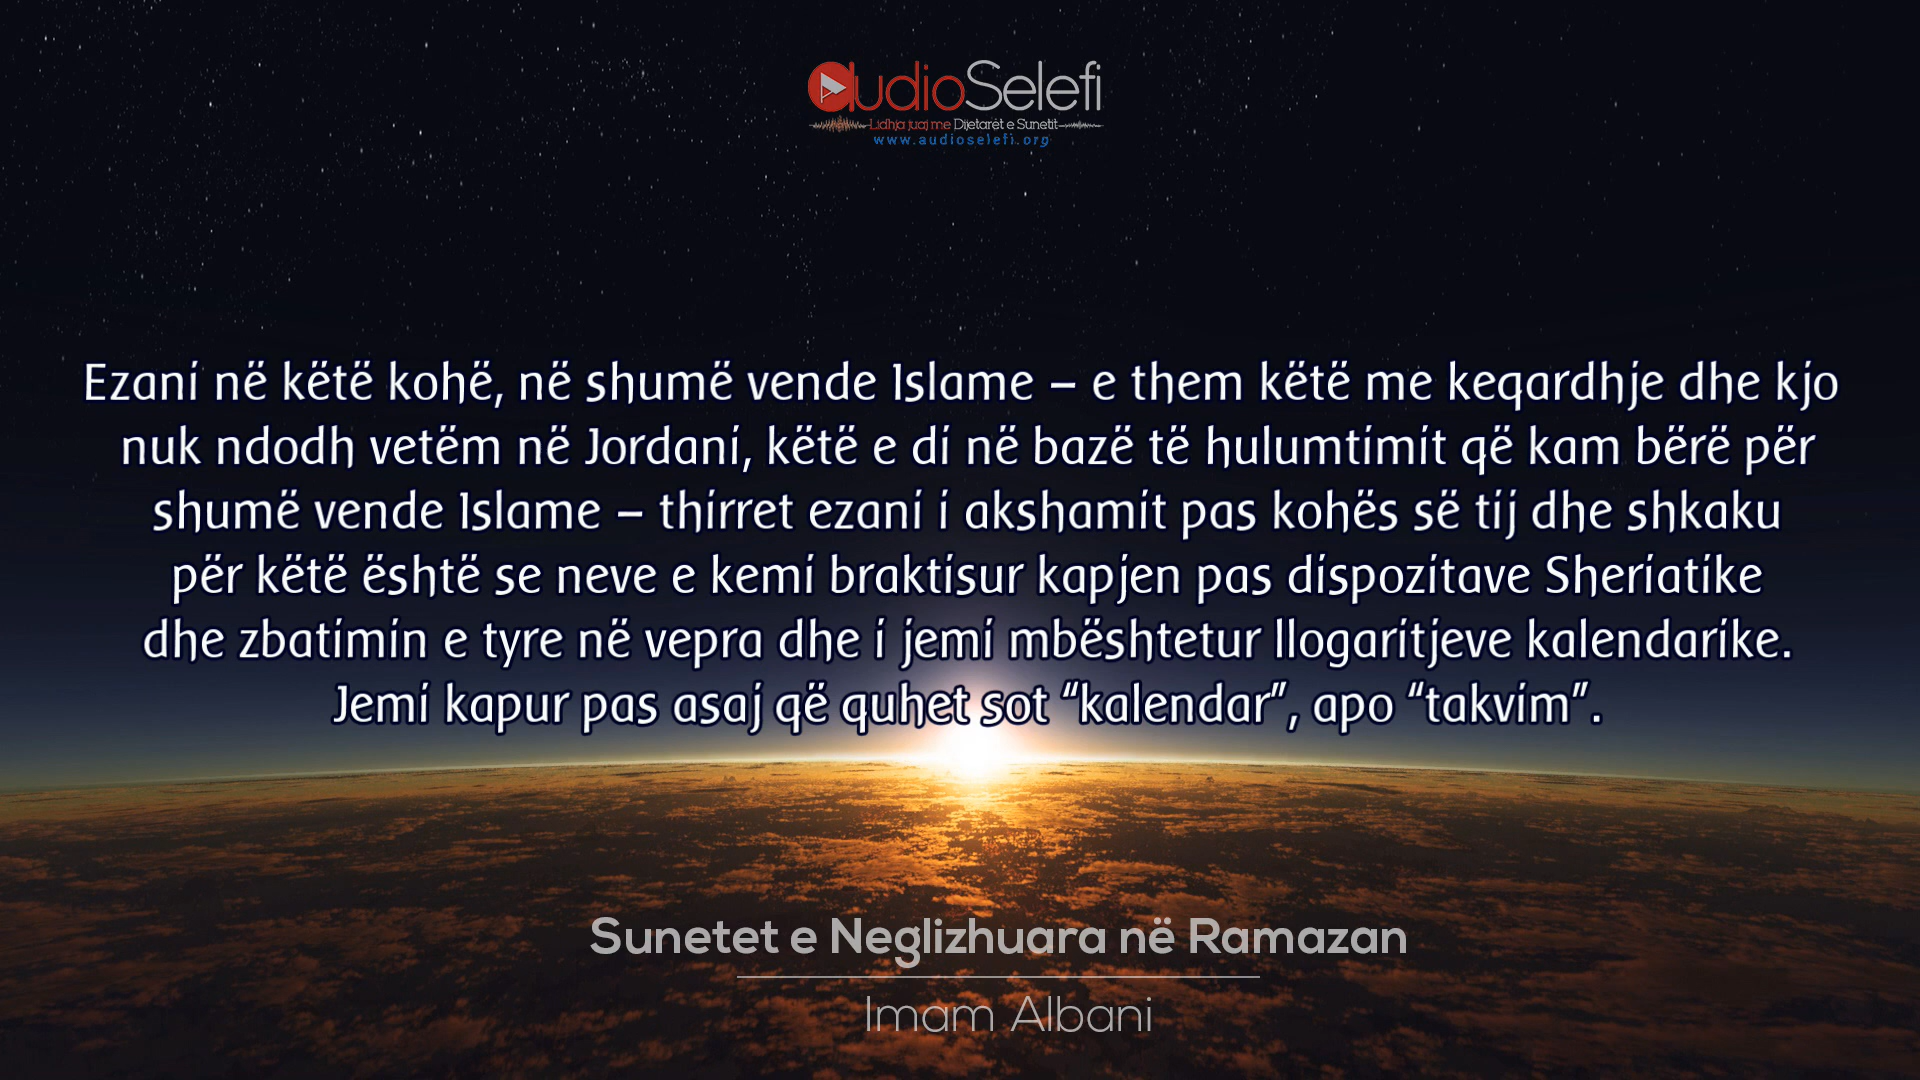 audioSelefi
Lidhja juaj me Dijetarët e Sunetit
www.audioselefi.org
Ezani në këtë kohë, në shumë vende Islame – e them këtë me keqardhje dhe kjo
nuk ndodh vetëm në Jordani, këtë e di në bazë të hulumtimit që kam bërë për
shumë vende Islame – thirret ezani i akshamit pas kohës së tij dhe shkaku
për këtë është se neve e kemi braktisur kapjen pas dispozitave Sheriatike
dhe zbatimin e tyre në vepra dhe i jemi mbështetur llogaritjeve kalendarike.
Jemi kapur pas asaj që quhet sot “kalendar”, apo “takvim”.
Sunetet e Neglizhuara në Ramazan
Imam Albani